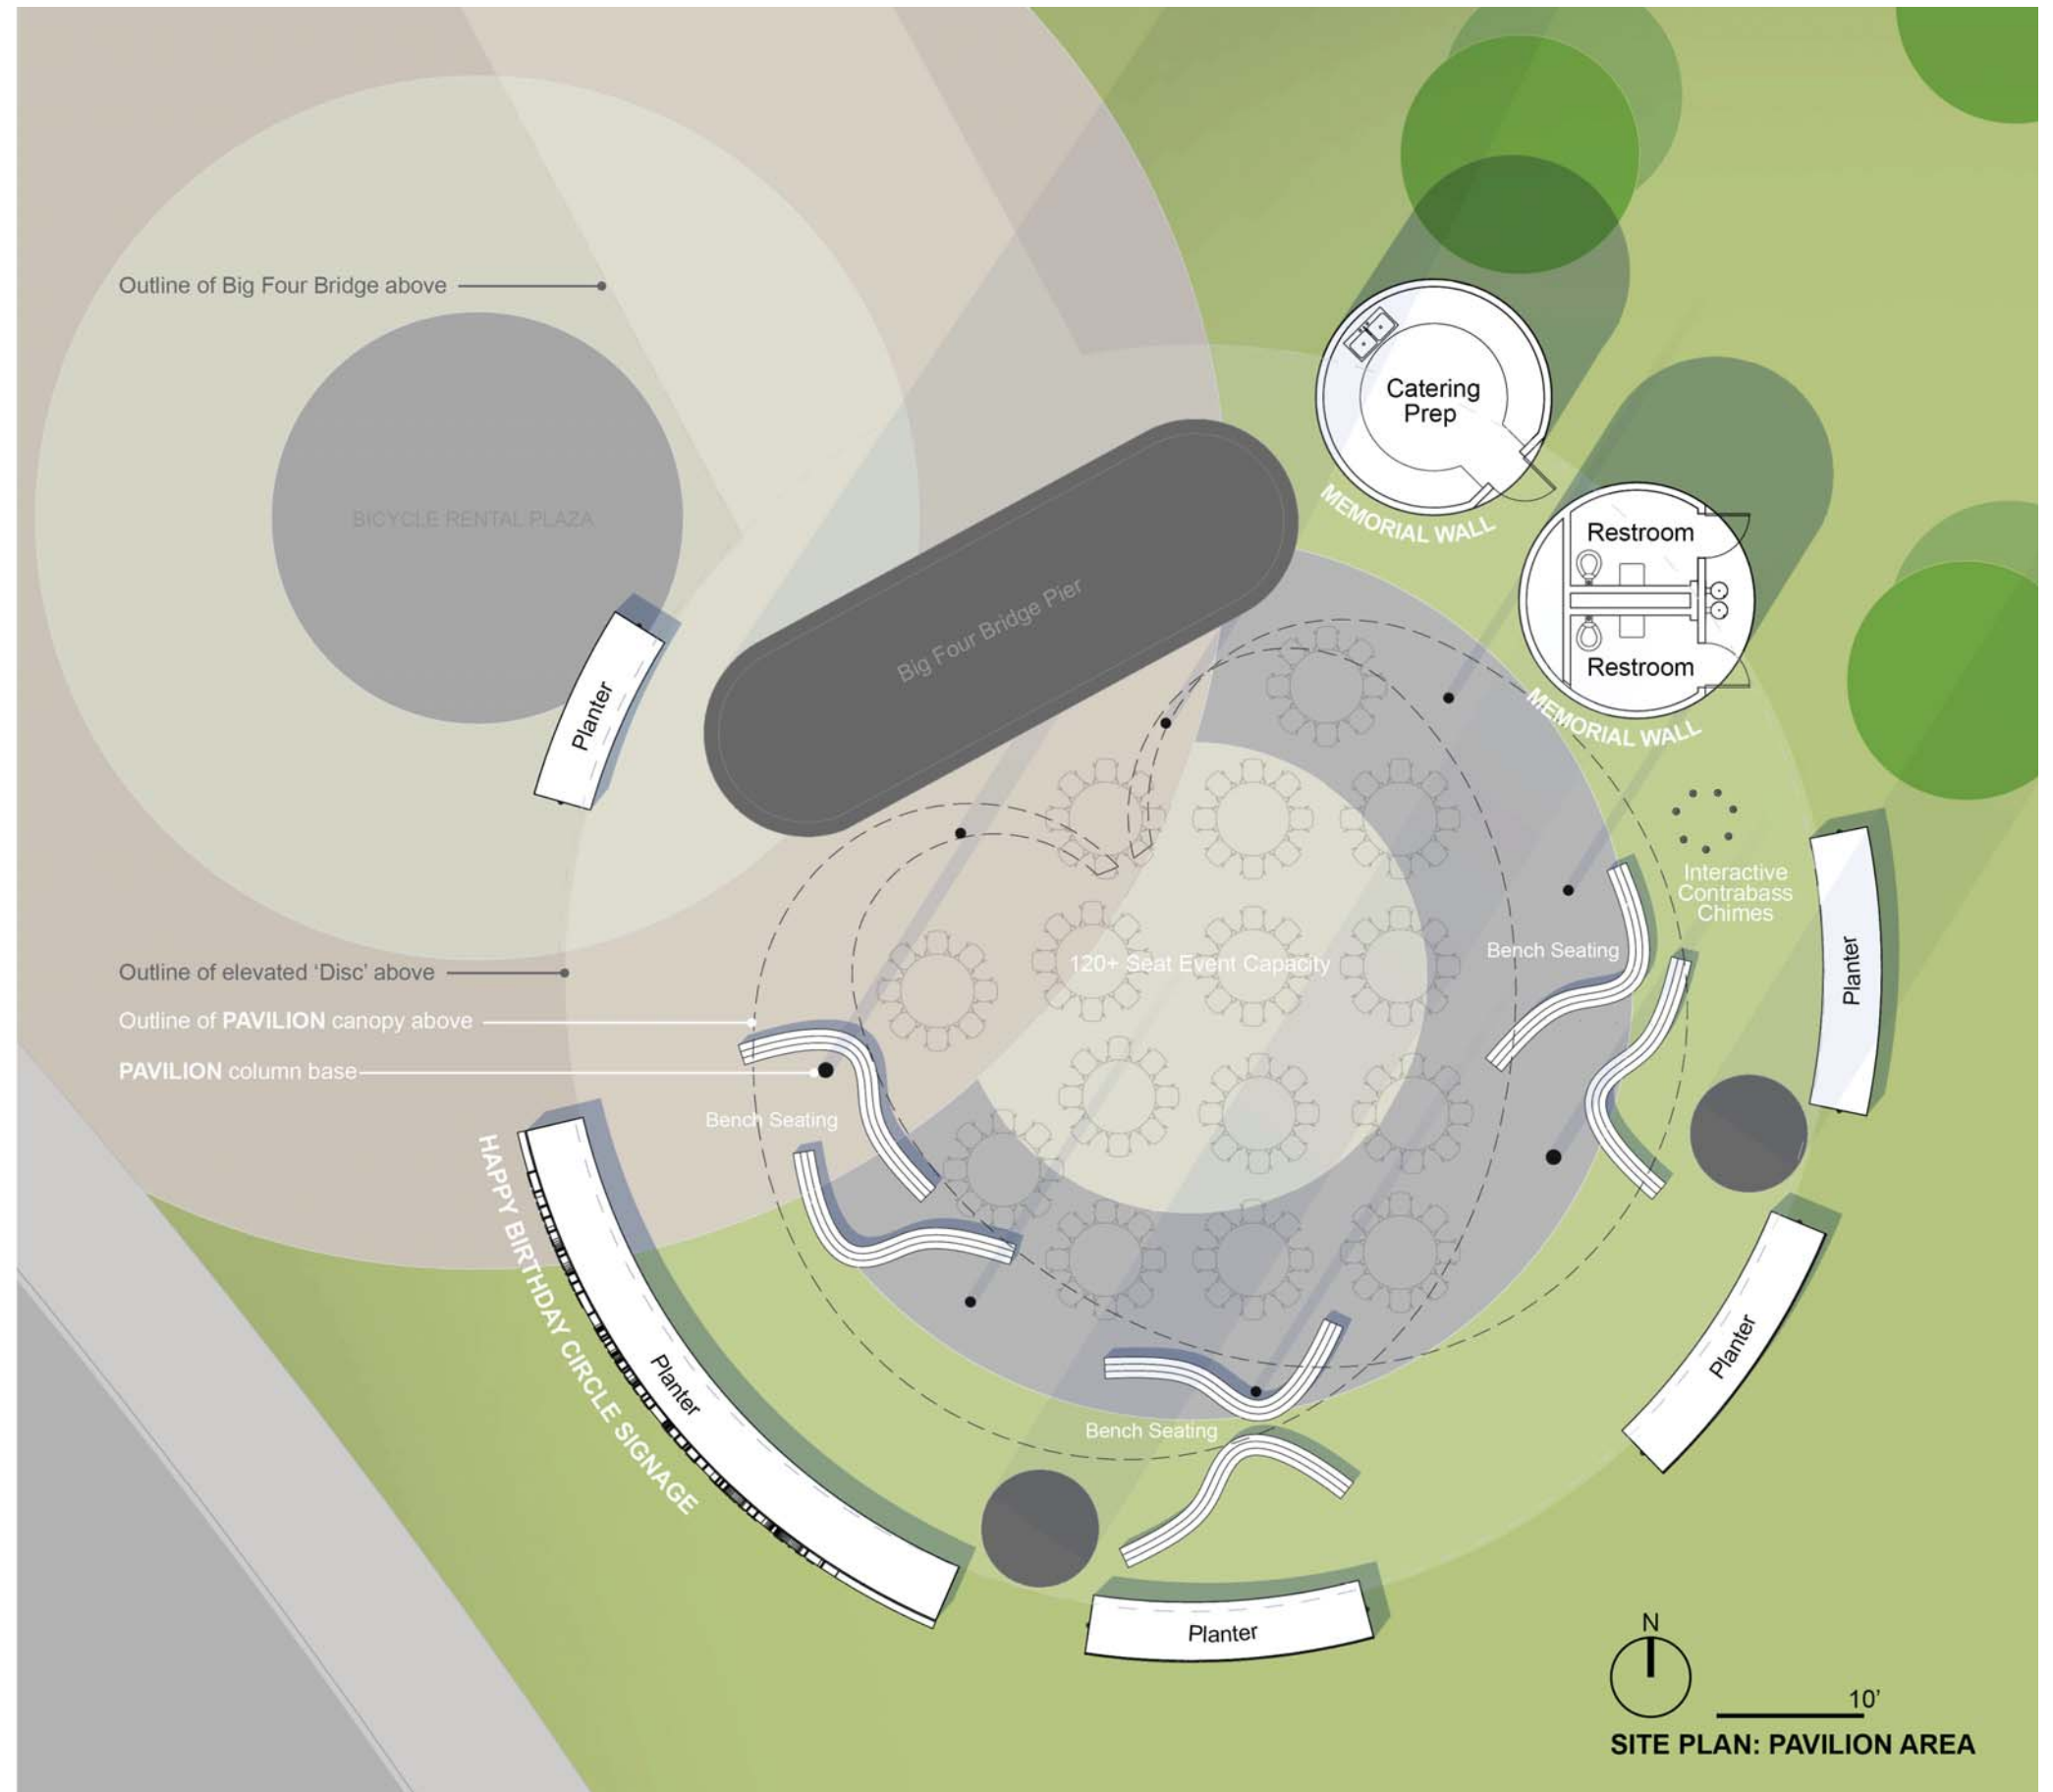 Outline of Big Four Bridge above
BICYCLE RENTAL PLAZA
Catering
Prep
MEMORIAL WALL
Restroom
Restroom
MEMORIAL WALL
Big Four Bridge Pier
Planter
Interactive
Contrabass
Chimes
Planter
Bench Seating
120+ Seat Event Capacity
Outline of elevated ‘Disc’ above
Outline of PAVILION canopy above
PAVILION column base
Bench Seating
HAPPY BIRTHDAY CIRCLE SIGNAGE
Planter
Planter
Bench Seating
Planter
N
10’
SITE PLAN: PAVILION AREA